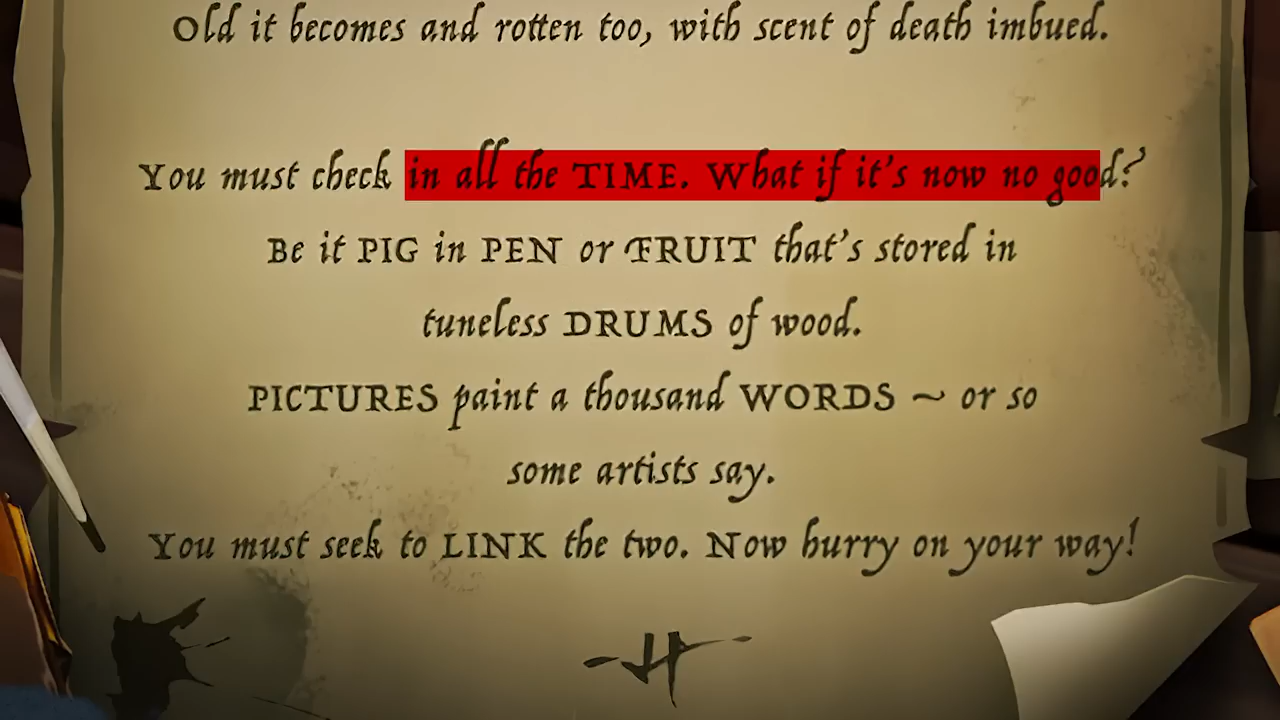 Old it becomes and rotten too, with scent of death imbued.
You must check in all the TIME. What if it's now no good?
Be it PIG in PEN or FRUIT that's stored in
tuneless DRUMS of wood.
PICTURES paint a thousand WORDS ~ or so
some artists say.
You must seek to LINK the two. Now hurry on your way!
-H